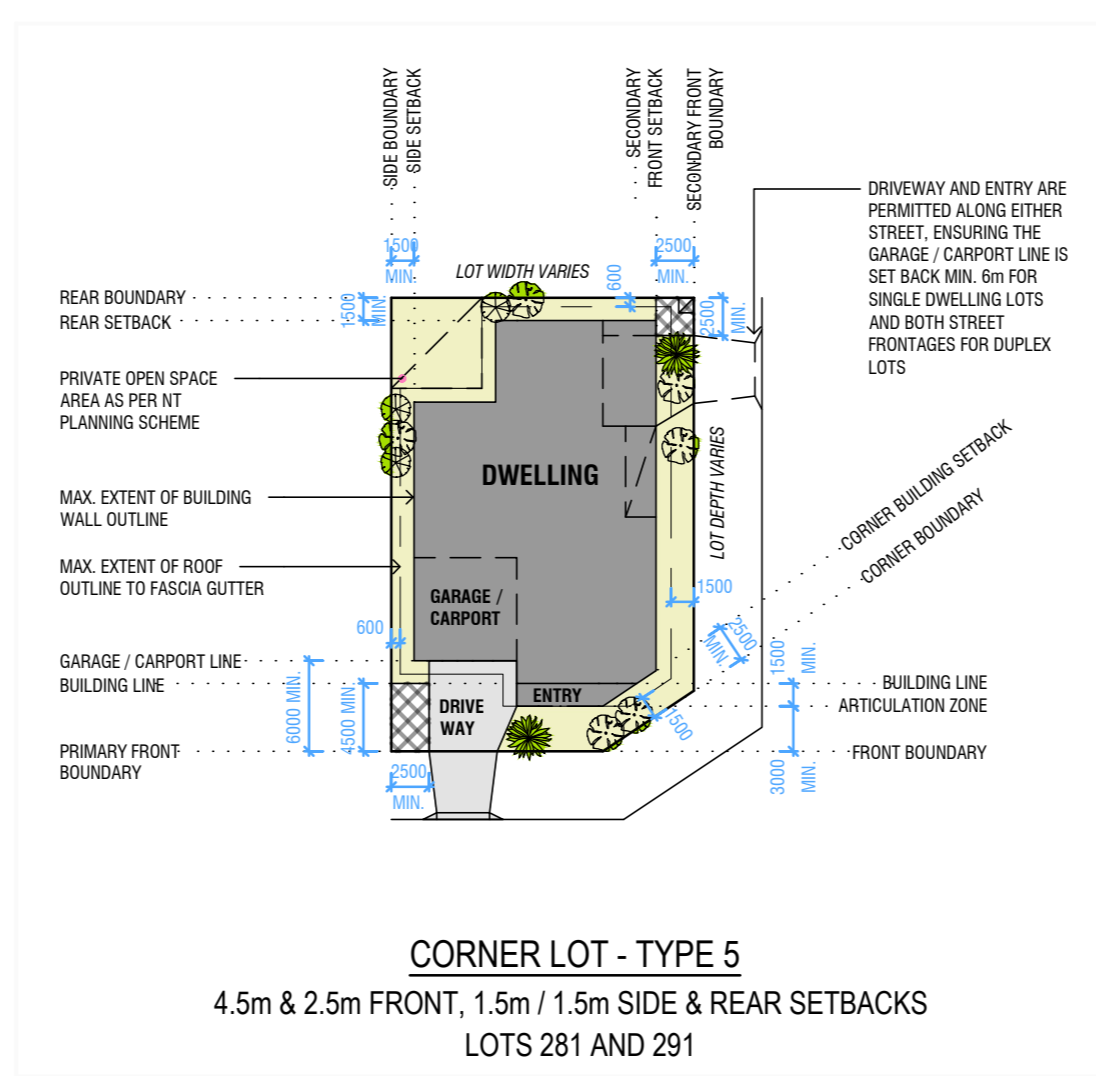 SIDE BOUNDARY
SIDE SETBACK
SECONDARY
FRONT SETBACK
SECONDARY FRONT
BOUNDARY
1500
MIN.
LOT WIDTH VARIES
600
2500
MIN.
DRIVEWAY AND ENTRY ARE
PERMITTED ALONG EITHER
STREET, ENSURING THE
GARAGE / CARPORT LINE IS
SET BACK MIN. 6m FOR
SINGLE DWELLING LOTS
AND BOTH STREET
FRONTAGES FOR DUPLEX
LOTS
REAR BOUNDARY
REAR SETBACK
1500
MIN.
2500
MIN.
PRIVATE OPEN SPACE
AREA AS PER NT
PLANNING SCHEME
DWELLING
LOT DEPTH VARIES
CORNER BUILDING SETBACK
CORNER BOUNDARY
MAX. EXTENT OF BUILDING
WALL OUTLINE
MAX. EXTENT OF ROOF
OUTLINE TO FASCIA GUTTER
GARAGE /
CARPORT
1500
600
2500
MIN.
1500
MIN.
GARAGE / CARPORT LINE
BUILDING LINE
6000 MIN.
4500 MIN.
DRIVE
WAY
ENTRY
1500
BUILDING LINE
ARTICULATION ZONE
PRIMARY FRONT
BOUNDARY
FRONT BOUNDARY
2500
MIN.
3000
MIN.
CORNER LOT - TYPE 5
4.5m & 2.5m FRONT, 1.5m / 1.5m SIDE & REAR SETBACKS
LOTS 281 AND 291